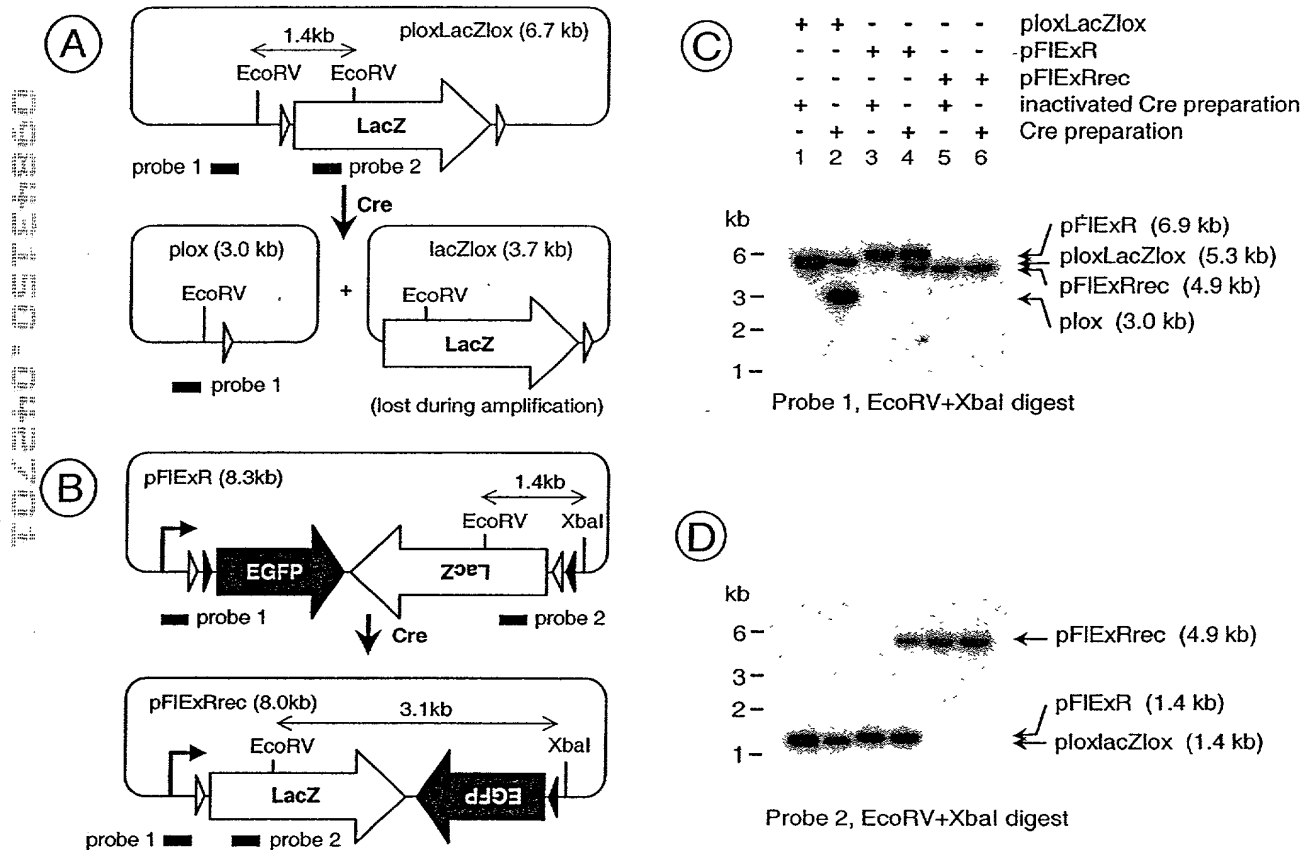 A
ploxLacZlox (6.7 kb)
1.4kb
EcoRV
EcoRV
LacZ
probe 1
probe 2
Cre
plox (3.0 kb)
lacZlox (3.7 kb)
EcoRV
+
EcoRV
LacZ
probe 1
(lost during amplification)
B
pFlExR (8.3kb)
1.4kb
EcoRV
XbaI
EGFP
LacZ
probe 1
probe 2
Cre
pFlExRrec (8.0kb)
3.1kb
EcoRV
XbaI
LacZ
EGFP
probe 1
probe 2
C
+ + - - - - ploxLacZlox
- - + + - - pFlExR
- - - - + + pFlExRrec
+ - + - + - inactivated Cre preparation
- + - + - + Cre preparation
1 2 3 4 5 6
kb
6
3
2
1
pFlExR (6.9 kb)
ploxLacZlox (5.3 kb)
pFlExRrec (4.9 kb)
plox (3.0 kb)
Probe 1, EcoRV+XbaI digest
D
kb
6
3
2
1
pFlExRrec (4.9 kb)
pFlExR (1.4 kb)
ploxlacZlox (1.4 kb)
Probe 2, EcoRV+XbaI digest